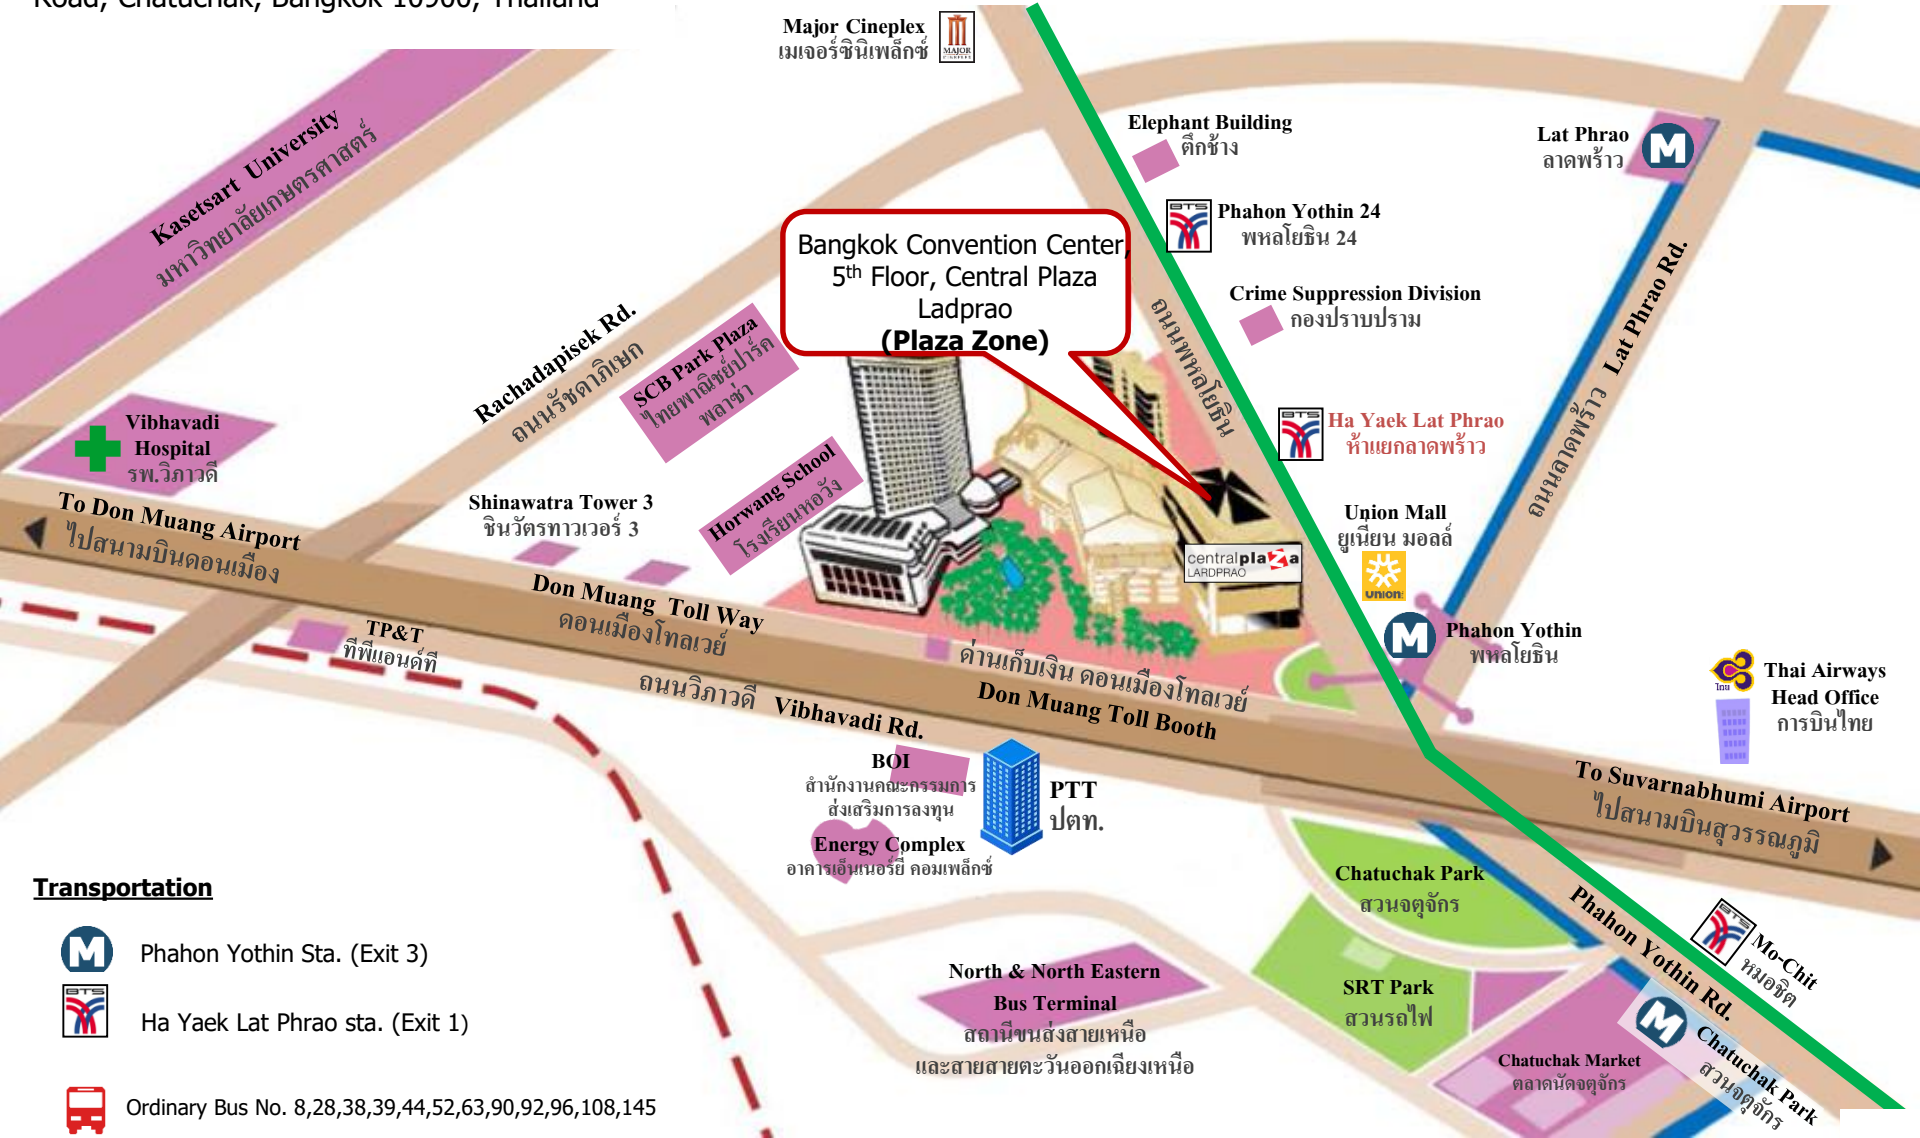 Road, Chatuchak, Bangkok 10900, Thailand
Major Cineplex
เมเจอร์ซินิเพล็กซ์
MAJOR
Kasetsart University
มหาวิทยาลัยเกษตรศาสตร์
Elephant Building
ตึกช้าง
Lat Phrao
ลาดพร้าว
M
BTS
Phahon Yothin 24
พหลโยธิน 24
Bangkok Convention Center,
5th Floor, Central Plaza
Ladprao
(Plaza Zone)
Crime Suppression Division
กองปราบปราม
ถนนพหลโยธิน
Lat Phrao Rd.
ถนนลาดพร้าว
Rachadapisek Rd.
ถนนรัชดาภิเษก
SCB Park Plaza
ไทยพาณิชย์ปาร์ค
พลาซ่า
BTS
Ha Yaek Lat Phrao
ห้าแยกลาดพร้าว
Vibhavadi
Hospital
รพ.วิภาวดี
Horwang School
โรงเรียนหอวัง
Shinawatra Tower 3
ชินวัตรทาวเวอร์ 3
Union Mall
ยูเนี่ยน มอลล์
UNION
centralplaza
LARDPRAO
To Don Muang Airport
ไปสนามบินดอนเมือง
Don Muang Toll Way
ดอนเมืองโทลเวย์
TP&T
ทีพีแอนด์ที
M
Phahon Yothin
พหลโยธิน
ด่านเก็บเงิน ดอนเมืองโทลเวย์
Don Muang Toll Booth
ถนนวิภาวดี Vibhavadi Rd.
ไทย
Thai Airways
Head Office
การบินไทย
BOI
สำนักงานคณะกรรมการ
ส่งเสริมการลงทุน
PTT
ปตท.
To Suvarnabhumi Airport
ไปสนามบินสุวรรณภูมิ
Energy Complex
อาคารเอ็นเนอร์ยี่ คอมเพล็กซ์
Chatuchak Park
สวนจตุจักร
Phahon Yothin Rd.
BTS
Mo-Chit
หมอชิต
North & North Eastern
Bus Terminal
สถานีขนส่งสายเหนือ
และสายสายตะวันออกเฉียงเหนือ
SRT Park
สวนรถไฟ
M
Chatuchak Park
สวนจตุจักร
Chatuchak Market
ตลาดนัดจตุจักร
Transportation
M
Phahon Yothin Sta. (Exit 3)
BTS
Ha Yaek Lat Phrao sta. (Exit 1)
Ordinary Bus No. 8,28,38,39,44,52,63,90,92,96,108,145